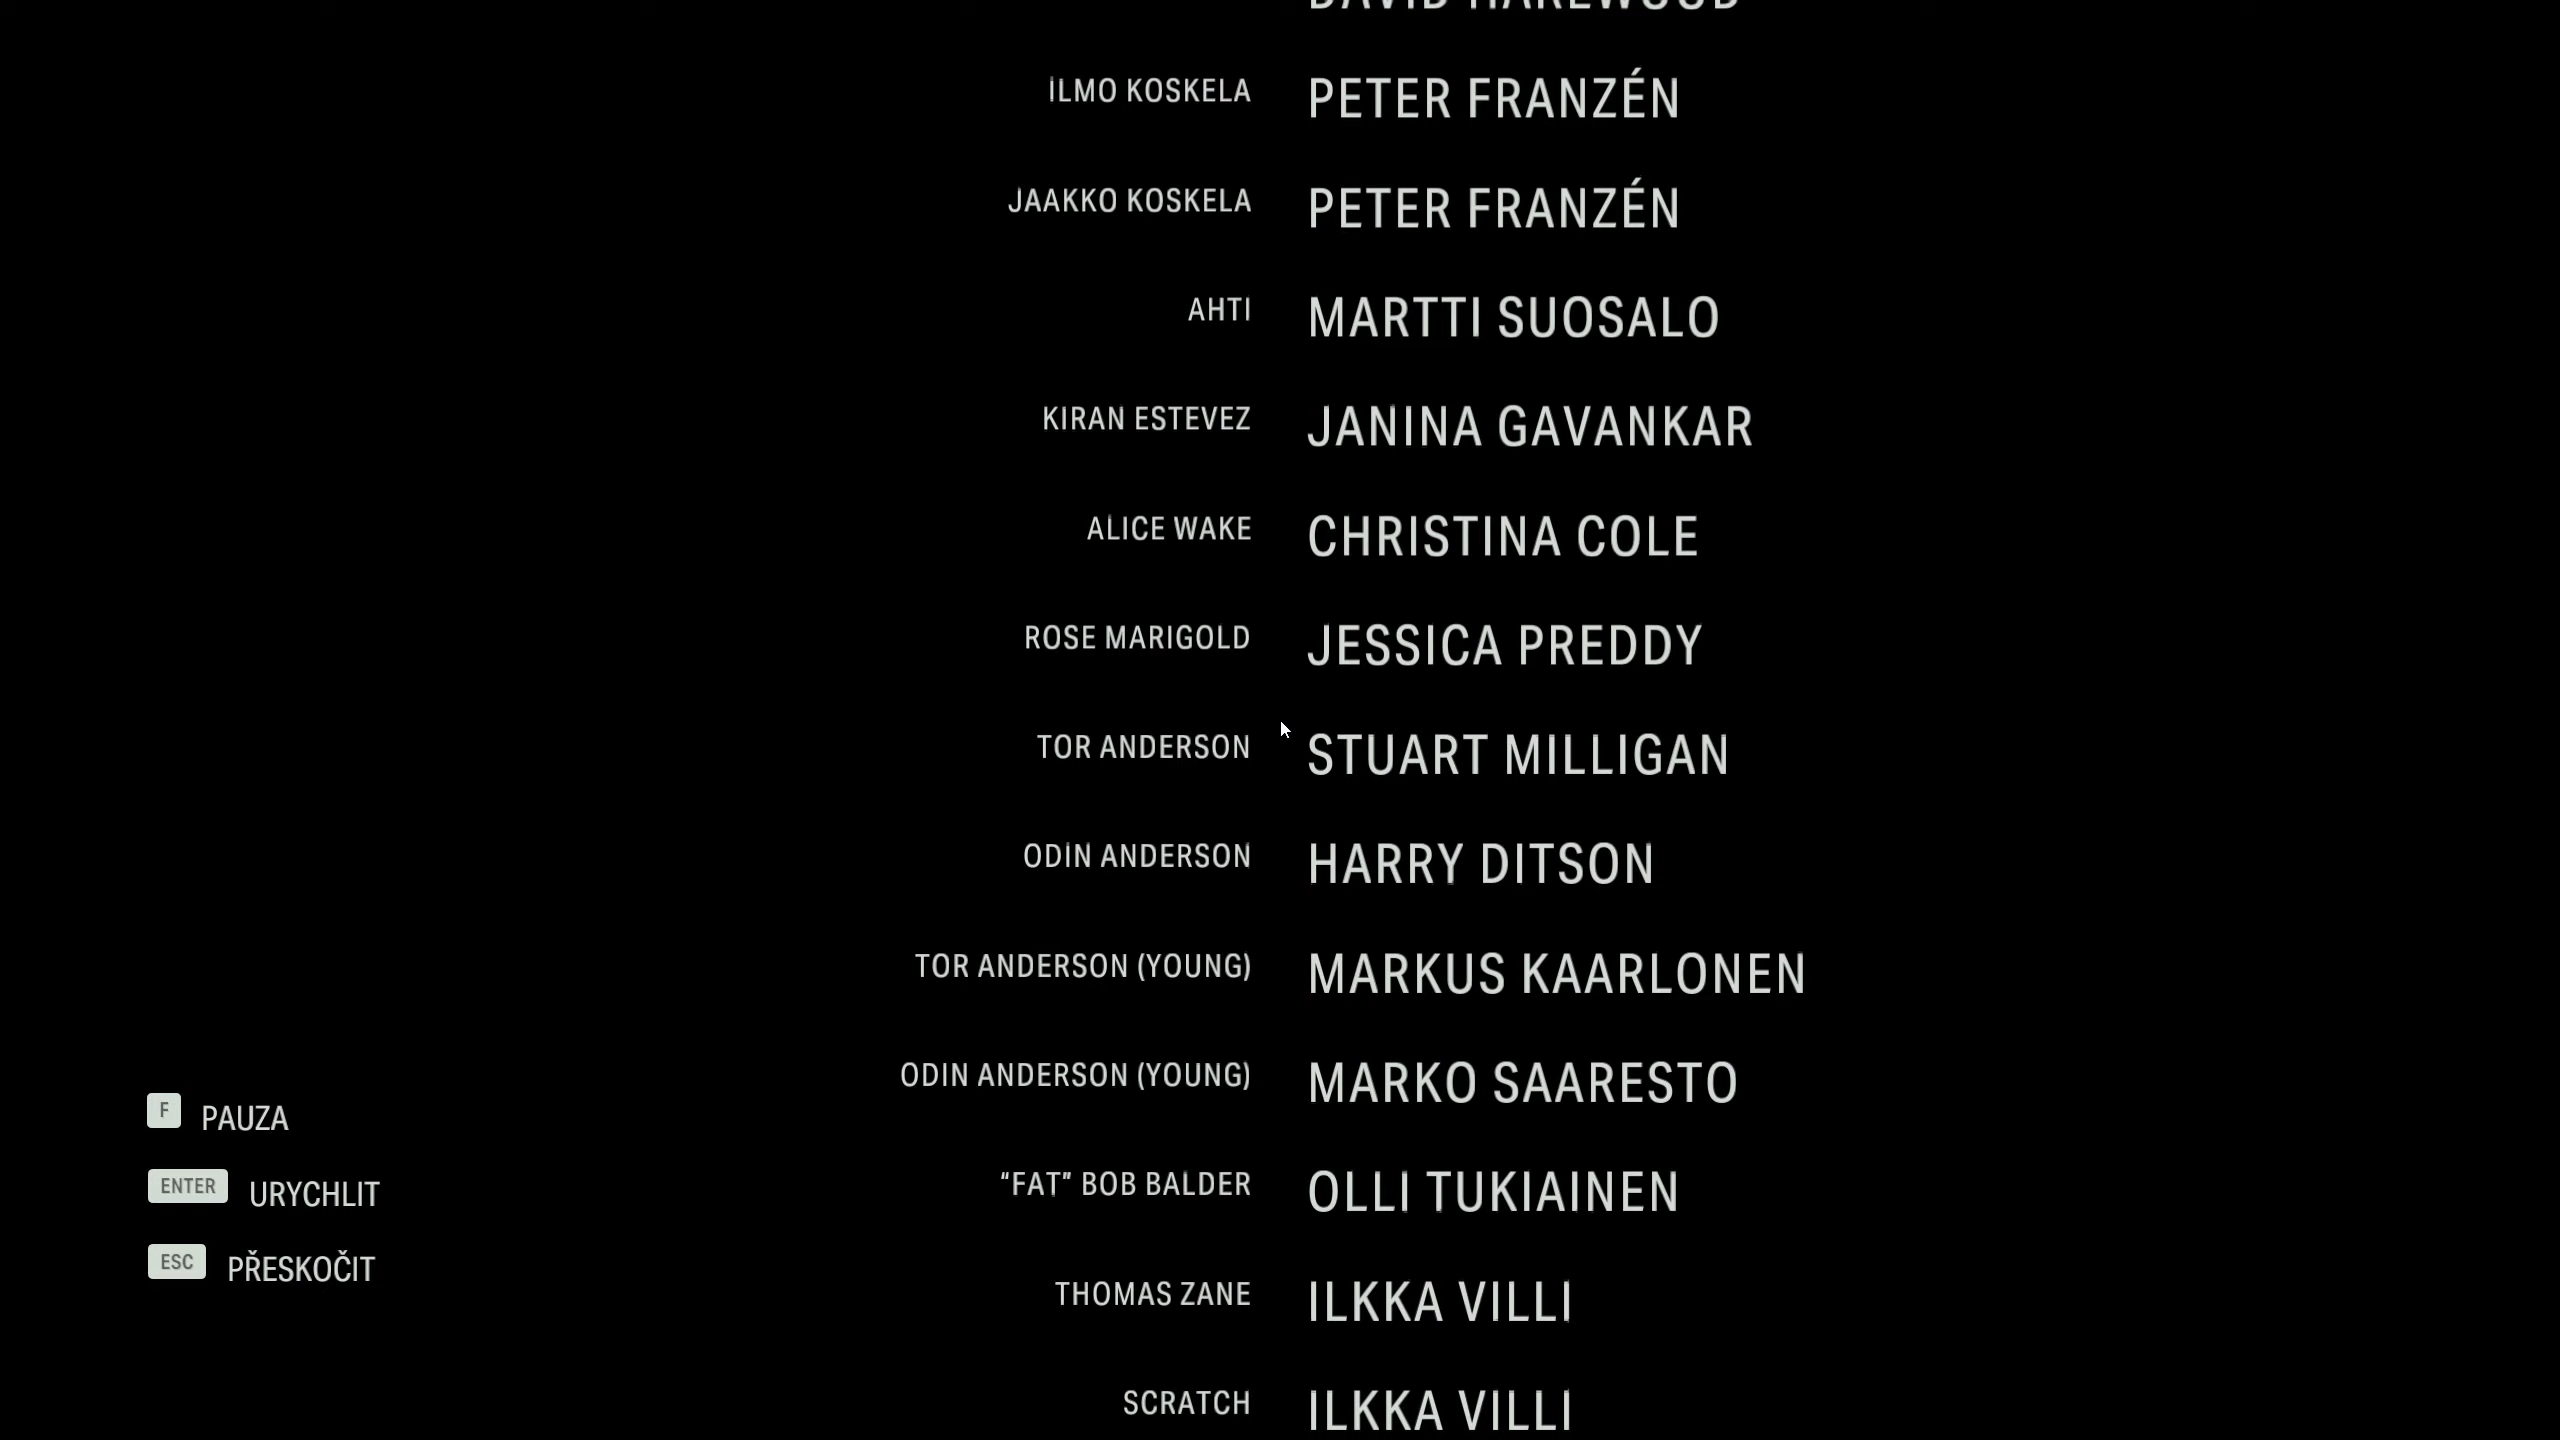 DAVID HAREWOOD
ILMO KOSKELA PETER FRANZÉN
JAAKKO KOSKELA PETER FRANZÉN
AHTI MARTTI SUOSALO
KIRAN ESTEVEZ JANINA GAVANKAR
ALICE WAKE CHRISTINA COLE
ROSE MARIGOLD JESSICA PREDDY
TOR ANDERSON STUART MILLIGAN
ODIN ANDERSON HARRY DITSON
TOR ANDERSON (YOUNG) MARKUS KAARLONEN
ODIN ANDERSON (YOUNG) MARKO SAARESTO
“FAT” BOB BALDER OLLI TUKIAINEN
THOMAS ZANE ILKKA VILLI
SCRATCH ILKKA VILLI
F PAUZA
ENTER URYCHLIT
ESC PŘESKOČIT